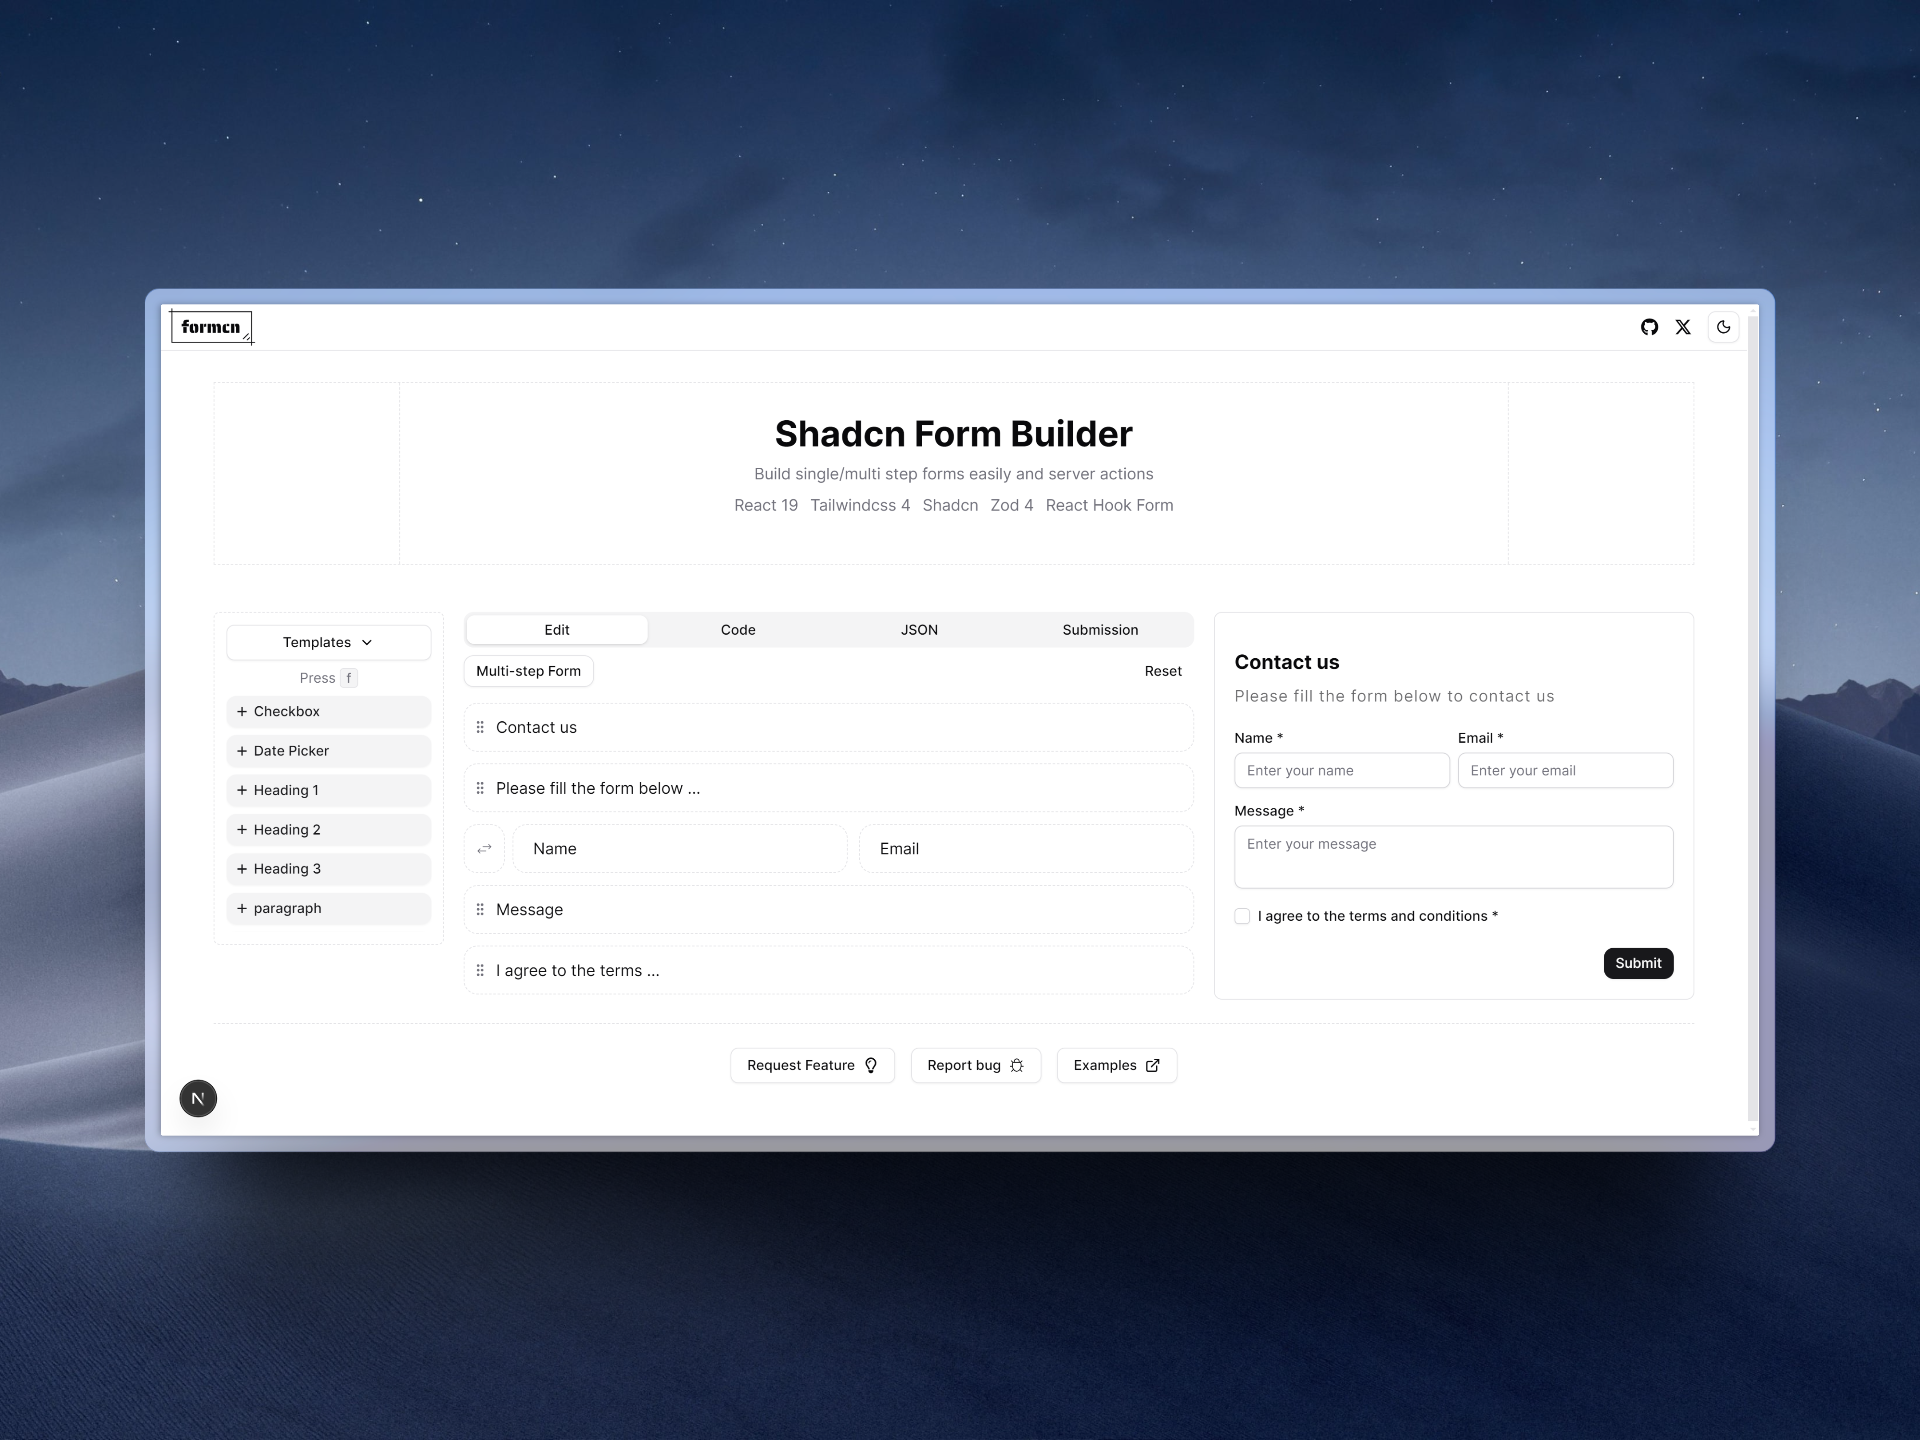 formcn
Shadcn Form Builder
Build single/multi step forms easily and server actions
React 19 Tailwindcss 4 Shadcn Zod 4 React Hook Form
Templates
Press f
+ Checkbox
+ Date Picker
+ Heading 1
+ Heading 2
+ Heading 3
+ paragraph
Edit Code JSON Submission
Multi-step Form Reset
Contact us
Please fill the form below ...
Name Email
Message
I agree to the terms ...
Contact us
Please fill the form below to contact us
Name * Email *
Enter your name Enter your email
Message *
Enter your message
I agree to the terms and conditions *
Submit
Request Feature Report bug Examples
N